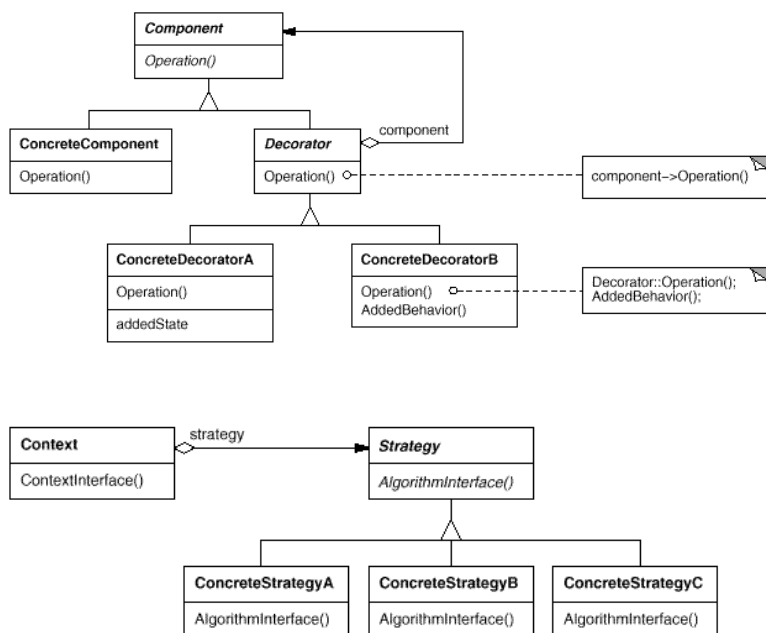 Component
Operation()
component
ConcreteComponent
Operation()
Decorator
Operation()
component->Operation()
ConcreteDecoratorA
Operation()
addedState
ConcreteDecoratorB
Operation()
AddedBehavior()
Decorator::Operation();
AddedBehavior();
Context
ContextInterface()
strategy
Strategy
AlgorithmInterface()
ConcreteStrategyA
AlgorithmInterface()
ConcreteStrategyB
AlgorithmInterface()
ConcreteStrategyC
AlgorithmInterface()